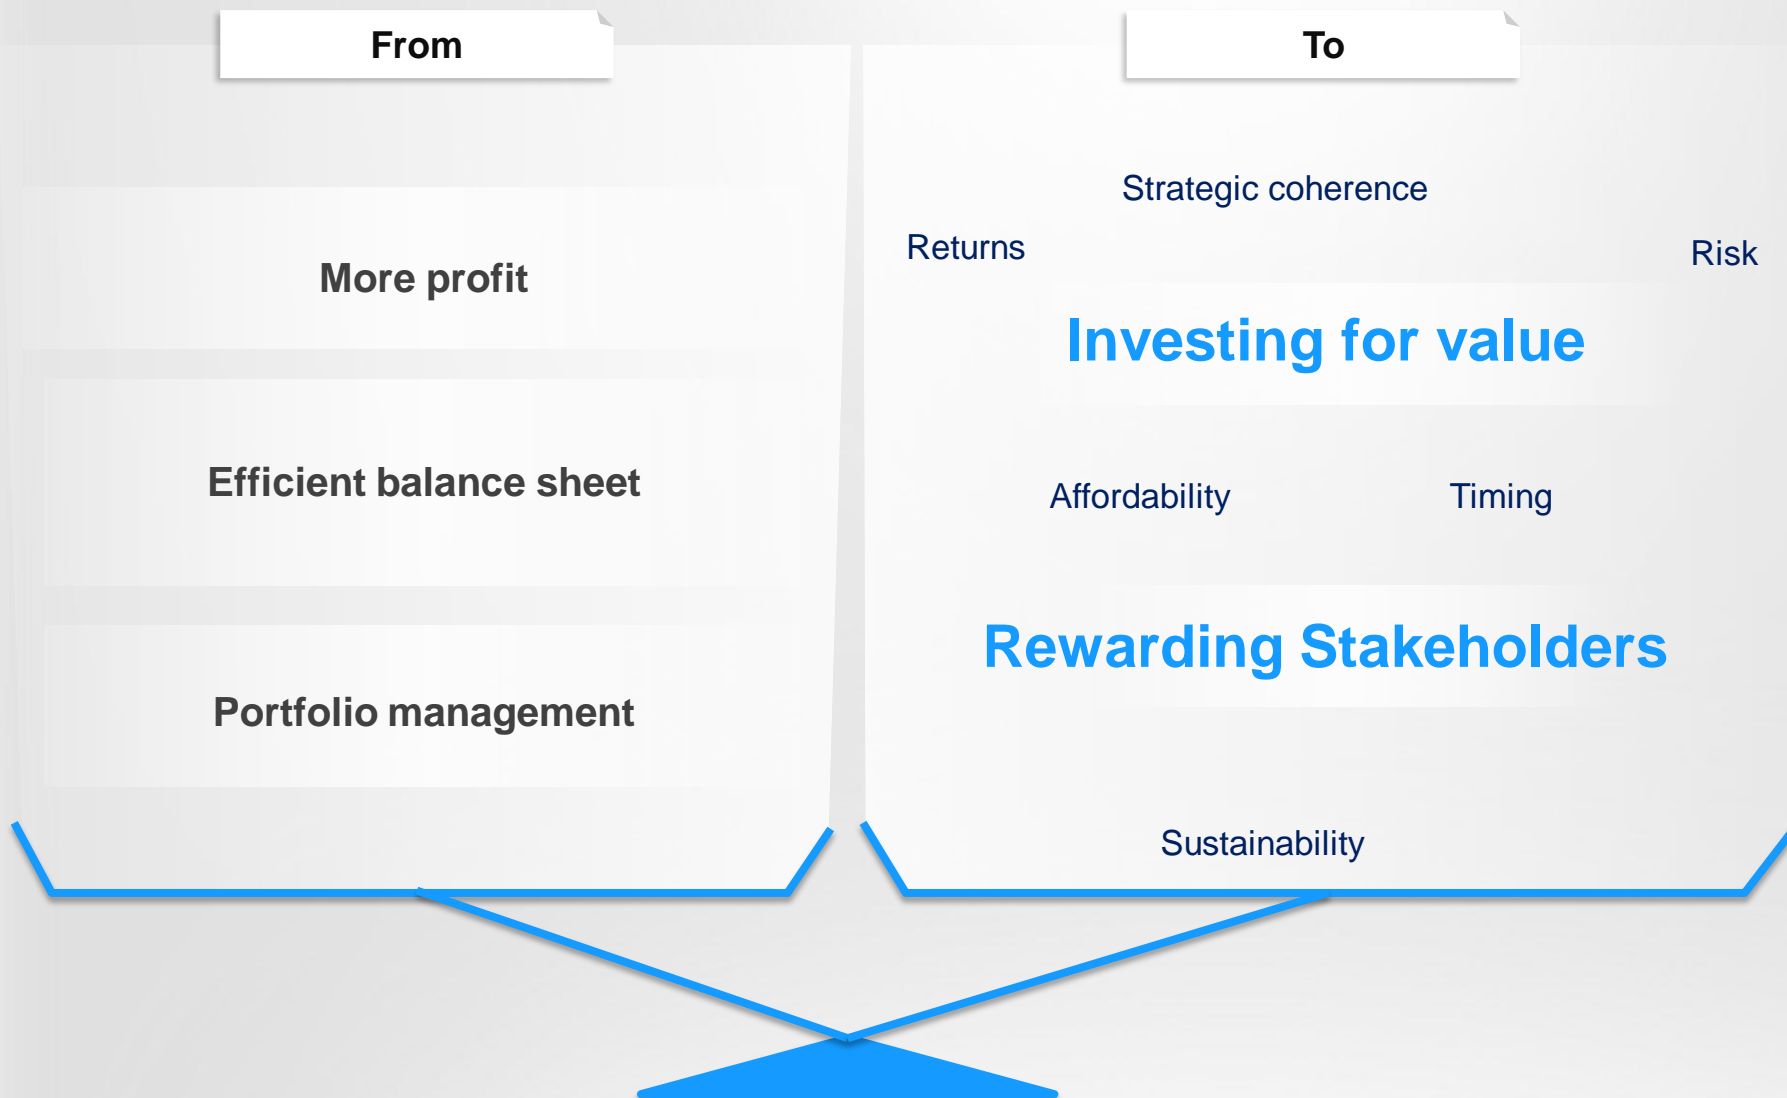 From
More profit
Efficient balance sheet
Portfolio management
To
Strategic coherence
Returns
Risk
Investing for value
Affordability
Timing
Rewarding Stakeholders
Sustainability